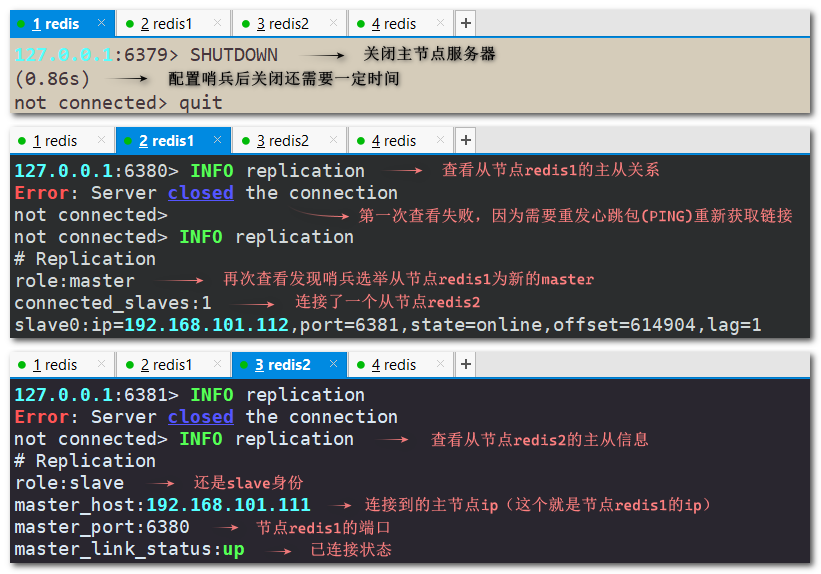 1 redis × 2 redis1 × 3 redis2 × 4 redis × +
127.0.0.1:6379> SHUTDOWN 关闭主节点服务器
(0.86s) 配置哨兵后关闭还需要一定时间
not connected> quit
1 redis × 2 redis1 × 3 redis2 × 4 redis × +
127.0.0.1:6380> INFO replication 查看从节点redis1的主从关系
Error: Server closed the connection
not connected> 第一次查看失败，因为需要重发心跳包(PING)重新获取链接
not connected> INFO replication
# Replication
role:master 再次查看发现哨兵选举从节点redis1为新的master
connected_slaves:1 连接了一个从节点redis2
slave0:ip=192.168.101.112,port=6381,state=online,offset=614904,lag=1
1 redis × 2 redis1 × 3 redis2 × 4 redis × +
127.0.0.1:6381> INFO replication
Error: Server closed the connection
not connected> INFO replication 查看从节点redis2的主从信息
# Replication
role:slave 还是slave身份
master_host:192.168.101.111 连接到的主节点ip（这个就是节点redis1的ip）
master_port:6380 节点redis1的端口
master_link_status:up 已连接状态